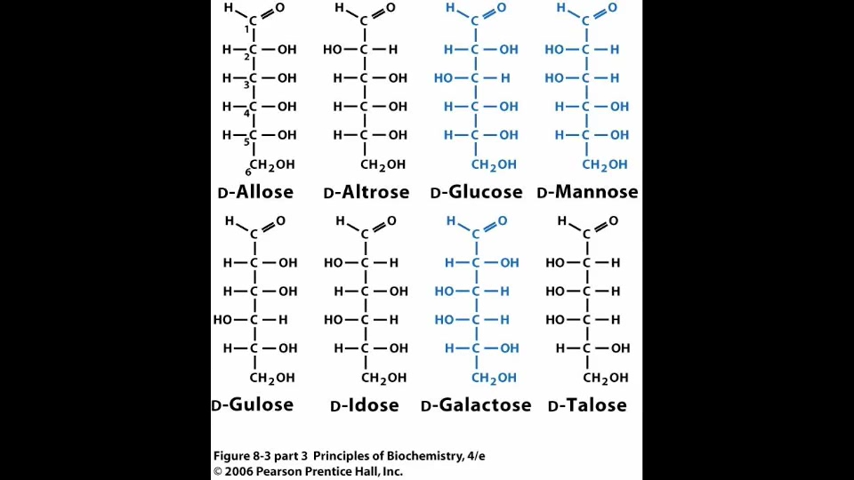 H O H O H O H O
C C C C
1
H C OH HO C H H C OH HO C H
2
H C OH H C OH HO C H HO C H
3
H C OH H C OH H C OH H C OH
4
H C OH H C OH H C OH H C OH
5
CH2OH CH2OH CH2OH CH2OH
6
D-Allose D-Altrose D-Glucose D-Mannose
H O H O H O H O
C C C C
H C OH HO C H H C OH HO C H
H C OH H C OH HO C H HO C H
HO C H HO C H HO C H HO C H
H C OH H C OH H C OH H C OH
CH2OH CH2OH CH2OH CH2OH
D-Gulose D-Idose D-Galactose D-Talose
Figure 8-3 part 3 Principles of Biochemistry, 4/e
© 2006 Pearson Prentice Hall, Inc.